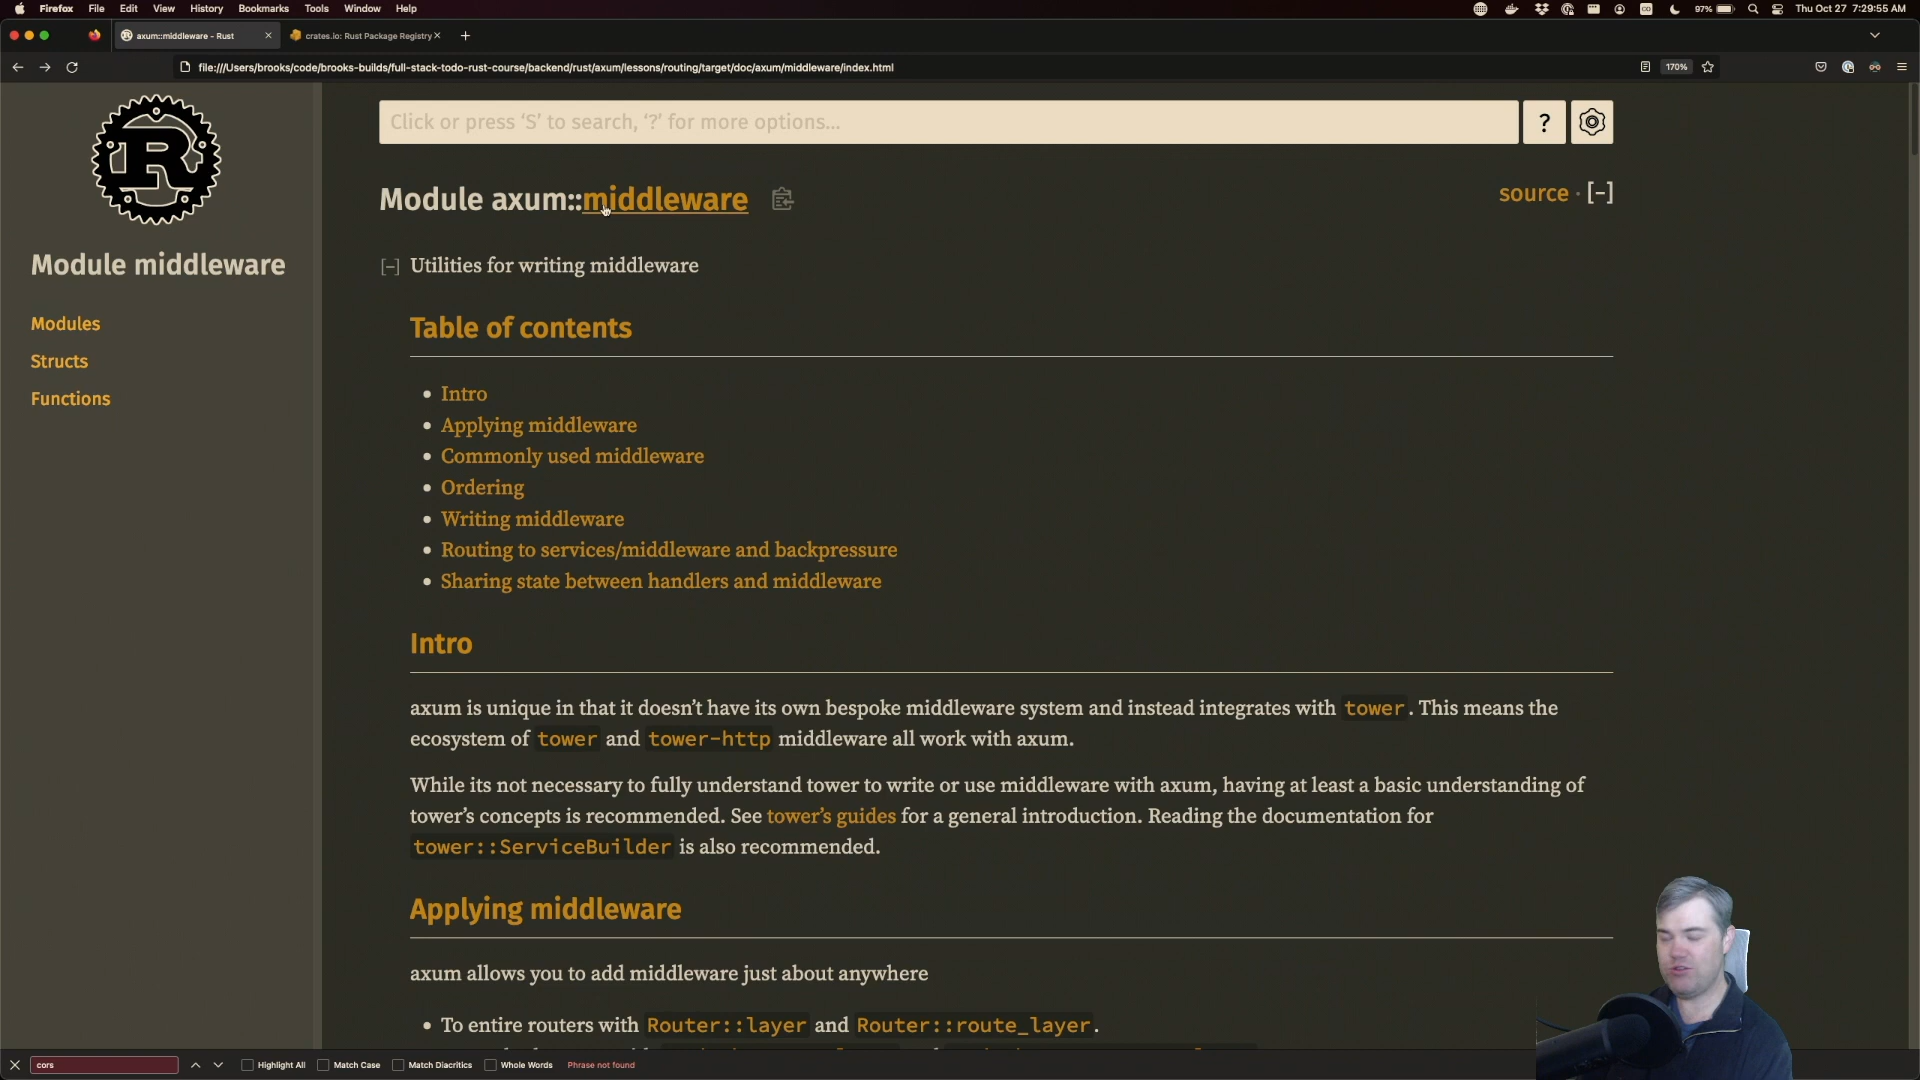 Firefox File Edit View History Bookmarks Tools Window Help 97% Thu Oct 27 7:29:55 AM
axum::middleware - Rust crates.io: Rust Package Registry
file:///Users/brooks/code/brooks-builds/full-stack-todo-rust-course/backend/rust/axum/lessons/routing/target/doc/axum/middleware/index.html 170%
Click or press ‘S’ to search, ‘?’ for more options… ?
Module axum::middleware source · [−]
[−] Utilities for writing middleware
Module middleware
Modules
Structs
Functions
Table of contents
• Intro
• Applying middleware
• Commonly used middleware
• Ordering
• Writing middleware
• Routing to services/middleware and backpressure
• Sharing state between handlers and middleware
Intro
axum is unique in that it doesn’t have its own bespoke middleware system and instead integrates with tower. This means the
ecosystem of tower and tower-http middleware all work with axum.
While its not necessary to fully understand tower to write or use middleware with axum, having at least a basic understanding of
tower’s concepts is recommended. See tower’s guides for a general introduction. Reading the documentation for
tower::ServiceBuilder is also recommended.
Applying middleware
axum allows you to add middleware just about anywhere
• To entire routers with Router::layer and Router::route_layer.
cors Highlight All Match Case Match Diacritics Whole Words Phrase not found